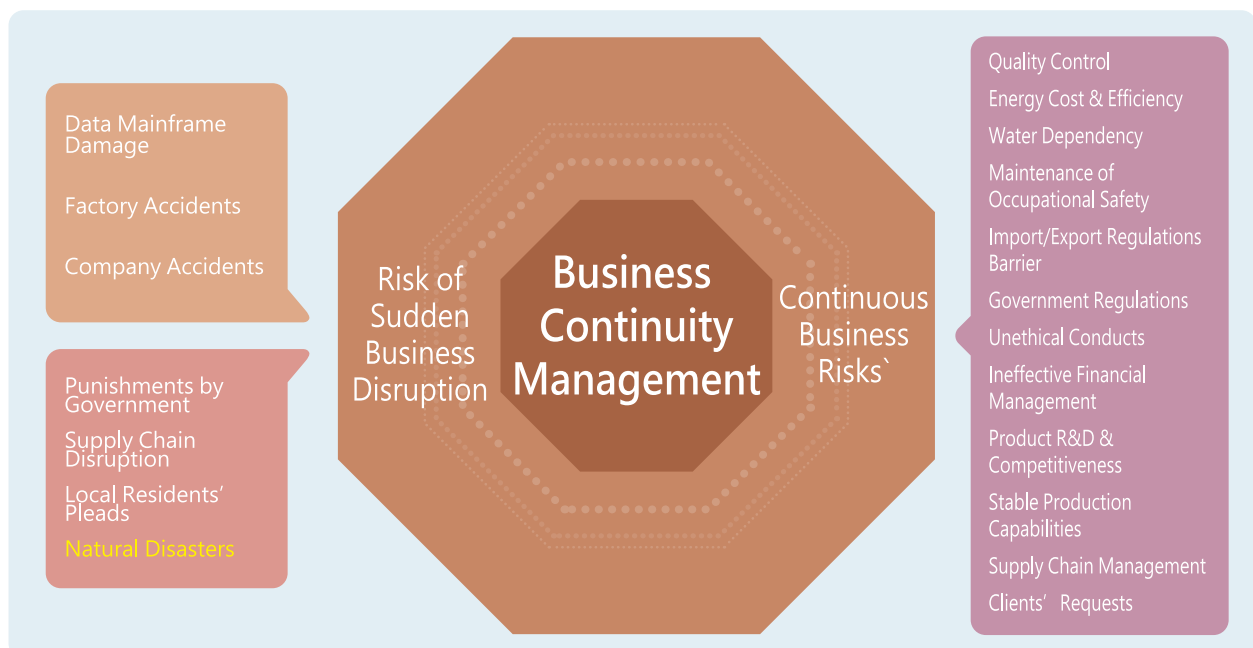 Data Mainframe
Damage
Factory Accidents
Company Accidents
Punishments by
Government
Supply Chain
Disruption
Local Residents’
Pleads
Natural Disasters
Risk of
Sudden
Business
Disruption
Business
Continuity
Management
Continuous
Business
Risks`
Quality Control
Energy Cost & Efficiency
Water Dependency
Maintenance of
Occupational Safety
Import/Export Regulations
Barrier
Government Regulations
Unethical Conducts
Ineffective Financial
Management
Product R&D &
Competitiveness
Stable Production
Capabilities
Supply Chain Management
Clients’ Requests